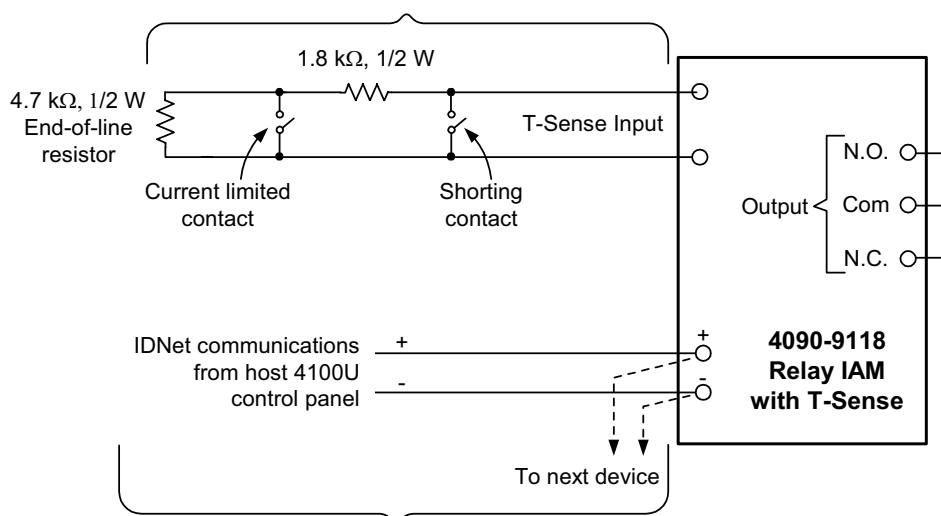 1.8 kΩ, 1/2 W
4.7 kΩ, 1/2 W
End-of-line
resistor
T-Sense Input
Current limited
contact
Shorting
contact
N.O.
Output
Com
N.C.
IDNet communications
from host 4100U
control panel
+
-
+
-
4090-9118
Relay IAM
with T-Sense
To next device